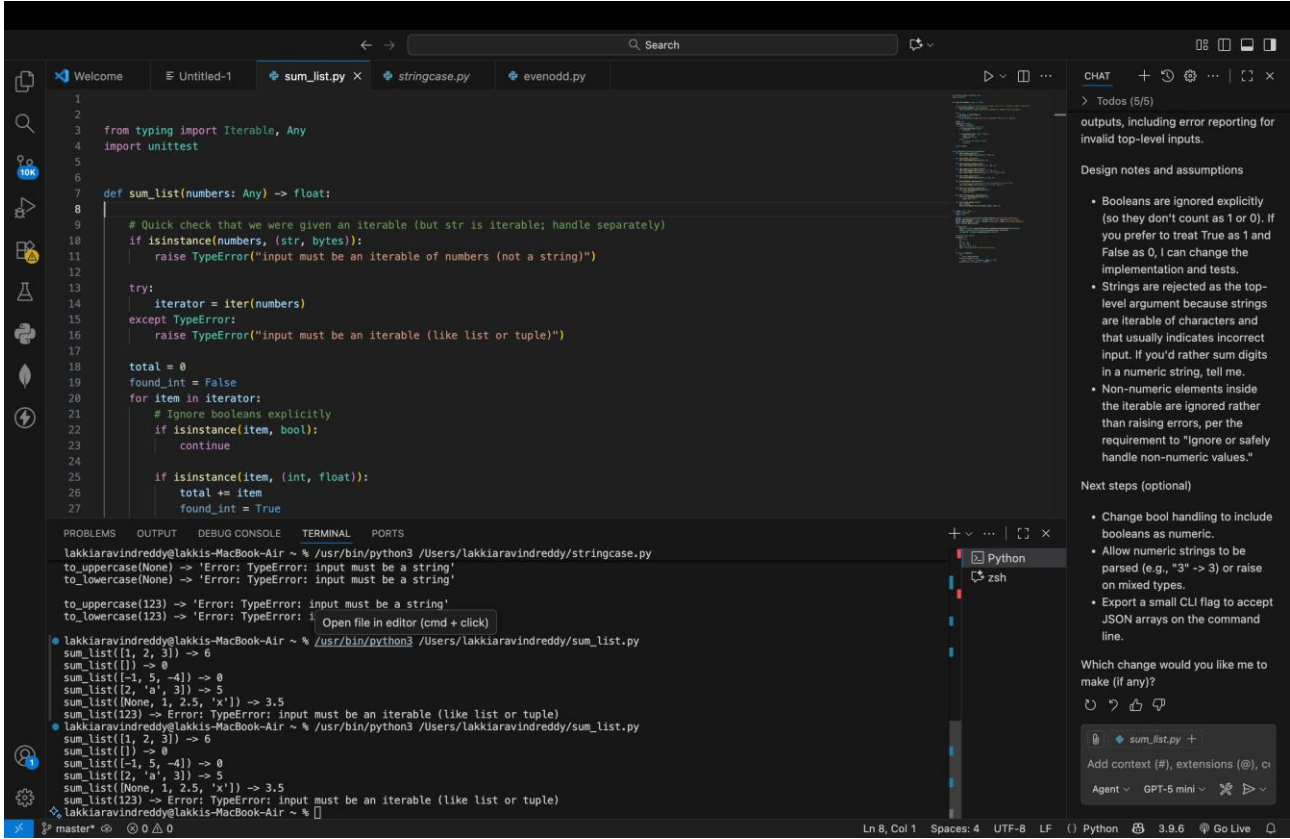 Search
Welcome
Untitled-1
sum_list.py
stringcase.py
evenodd.py
1
2
3 from typing import Iterable, Any
4 import unittest
5
6
7 def sum_list(numbers: Any) -> float:
8
9 # Quick check that we were given an iterable (but str is iterable; handle separately)
10 if isinstance(numbers, (str, bytes)):
11 raise TypeError("input must be an iterable of numbers (not a string)")
12
13 try:
14 iterator = iter(numbers)
15 except TypeError:
16 raise TypeError("input must be an iterable (like list or tuple)")
17
18 total = 0
19 found_int = False
20 for item in iterator:
21 # Ignore booleans explicitly
22 if isinstance(item, bool):
23 continue
24
25 if isinstance(item, (int, float)):
26 total += item
27 found_int = True
10K
PROBLEMS OUTPUT DEBUG CONSOLE TERMINAL PORTS
lakkiaravindreddy@lakkis-MacBook-Air ~ % /usr/bin/python3 /Users/lakkiaravindreddy/stringcase.py
to_uppercase(None) -> 'Error: TypeError: input must be a string'
to_lowercase(None) -> 'Error: TypeError: input must be a string'
to_uppercase(123) -> 'Error: TypeError: input must be a string'
to_lowercase(123) -> 'Error: TypeError: i
Open file in editor (cmd + click)
lakkiaravindreddy@lakkis-MacBook-Air ~ % /usr/bin/python3 /Users/lakkiaravindreddy/sum_list.py
sum_list([1, 2, 3]) -> 6
sum_list([]) -> 0
sum_list([-1, 5, -4]) -> 0
sum_list([2, 'a', 3]) -> 5
sum_list([None, 1, 2.5, 'x']) -> 3.5
sum_list(123) -> Error: TypeError: input must be an iterable (like list or tuple)
lakkiaravindreddy@lakkis-MacBook-Air ~ % /usr/bin/python3 /Users/lakkiaravindreddy/sum_list.py
sum_list([1, 2, 3]) -> 6
sum_list([]) -> 0
sum_list([-1, 5, -4]) -> 0
sum_list([2, 'a', 3]) -> 5
sum_list([None, 1, 2.5, 'x']) -> 3.5
sum_list(123) -> Error: TypeError: input must be an iterable (like list or tuple)
lakkiaravindreddy@lakkis-MacBook-Air ~ %
Python
zsh
CHAT
Todos (5/5)
outputs, including error reporting for
invalid top-level inputs.
Design notes and assumptions
• Booleans are ignored explicitly
(so they don't count as 1 or 0). If
you prefer to treat True as 1 and
False as 0, I can change the
implementation and tests.
• Strings are rejected as the top-
level argument because strings
are iterable of characters and
that usually indicates incorrect
input. If you'd rather sum digits
in a numeric string, tell me.
• Non-numeric elements inside
the iterable are ignored rather
than raising errors, per the
requirement to "Ignore or safely
handle non-numeric values."
Next steps (optional)
• Change bool handling to include
booleans as numeric.
• Allow numeric strings to be
parsed (e.g., "3" -> 3) or raise
on mixed types.
• Export a small CLI flag to accept
JSON arrays on the command
line.
Which change would you like me to
make (if any)?
sum_list.py
Add context (#), extensions (@), c
Agent GPT-5 mini
1
master* 0 0
Ln 8, Col 1 Spaces: 4 UTF-8 LF {} Python 3.9.6 Go Live